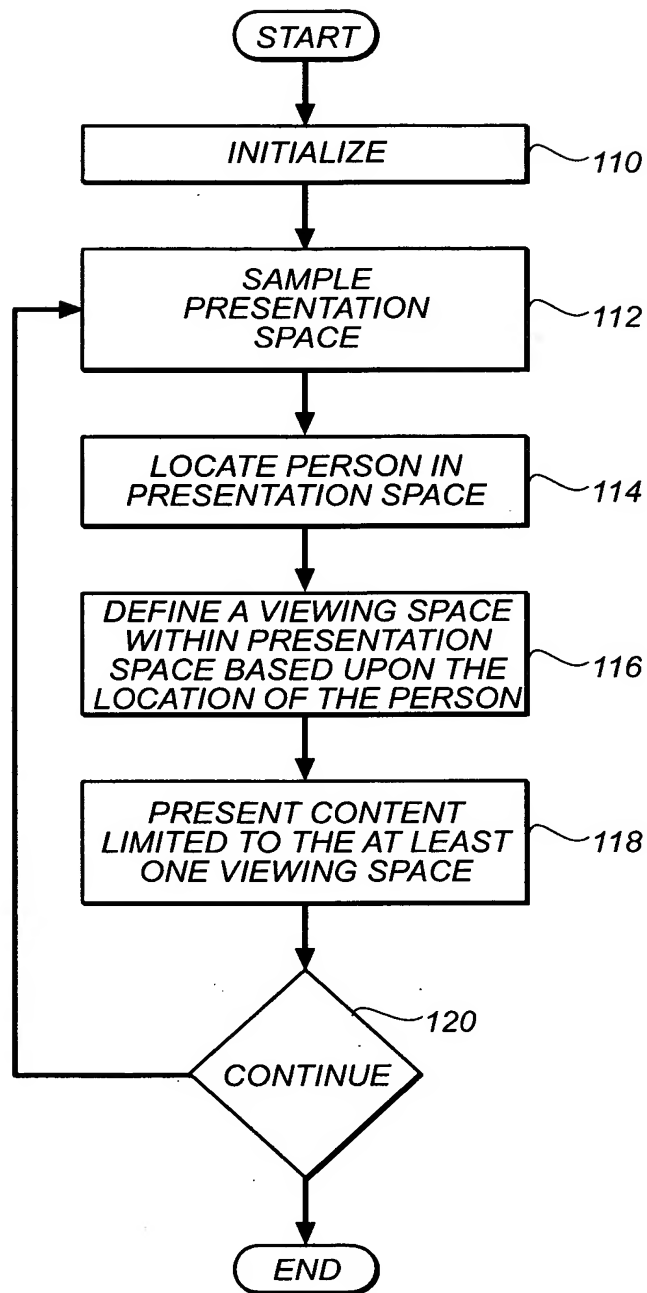 START
INITIALIZE
110
SAMPLE
PRESENTATION
SPACE
112
LOCATE PERSON IN
PRESENTATION SPACE
114
DEFINE A VIEWING SPACE
WITHIN PRESENTATION
SPACE BASED UPON THE
LOCATION OF THE PERSON
116
PRESENT CONTENT
LIMITED TO THE AT LEAST
ONE VIEWING SPACE
118
120
CONTINUE
END